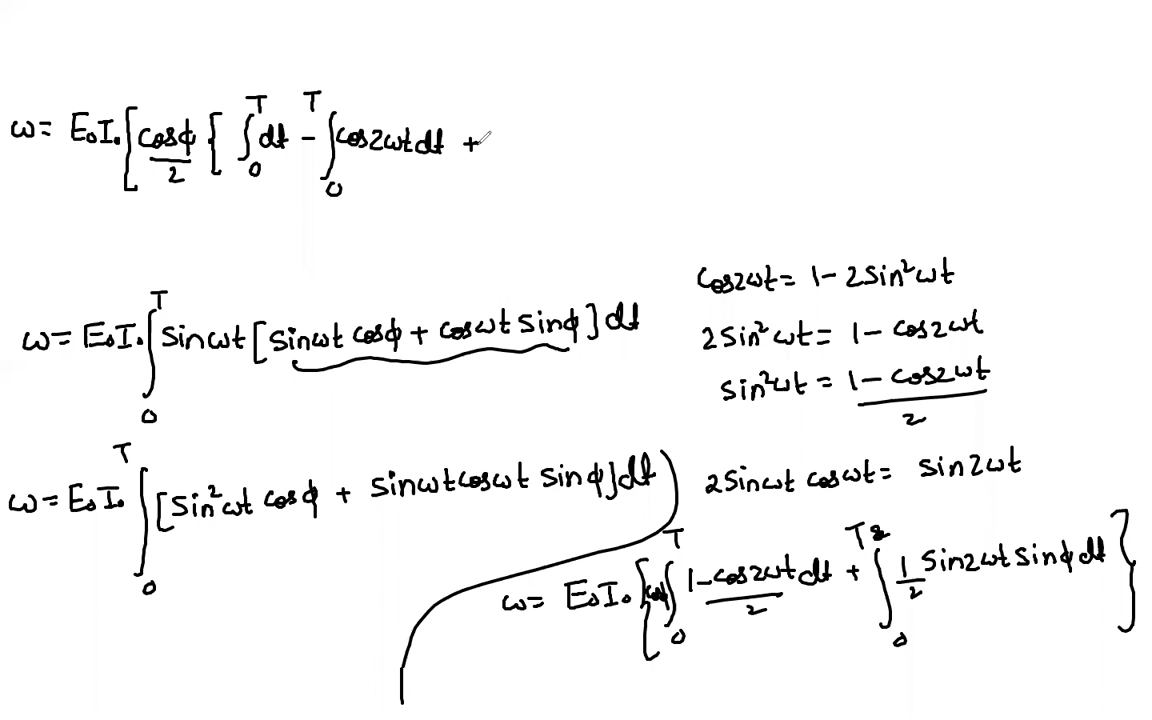 ω = E₀I₀ [ cosφ/2 { ∫₀ᵀ dt − ∫₀ᵀ cos2ωt dt +
cos2ωt = 1 − 2sin²ωt
ω = E₀I₀ ∫₀ᵀ sinωt [sinωt cosφ + cosωt sinφ] dt
2sin²ωt = 1 − cos2ωt
sin²ωt = (1 − cos2ωt)/2
ω = E₀I₀ ∫₀ᵀ [sin²ωt cosφ + sinωt cosωt sinφ] dt
2sinωt cosωt = sin2ωt
ω = E₀I₀ { cosφ ∫₀ᵀ (1 − cos2ωt)/2 dt + ∫₀ᵀ 1/2 sin2ωt sinφ dt }